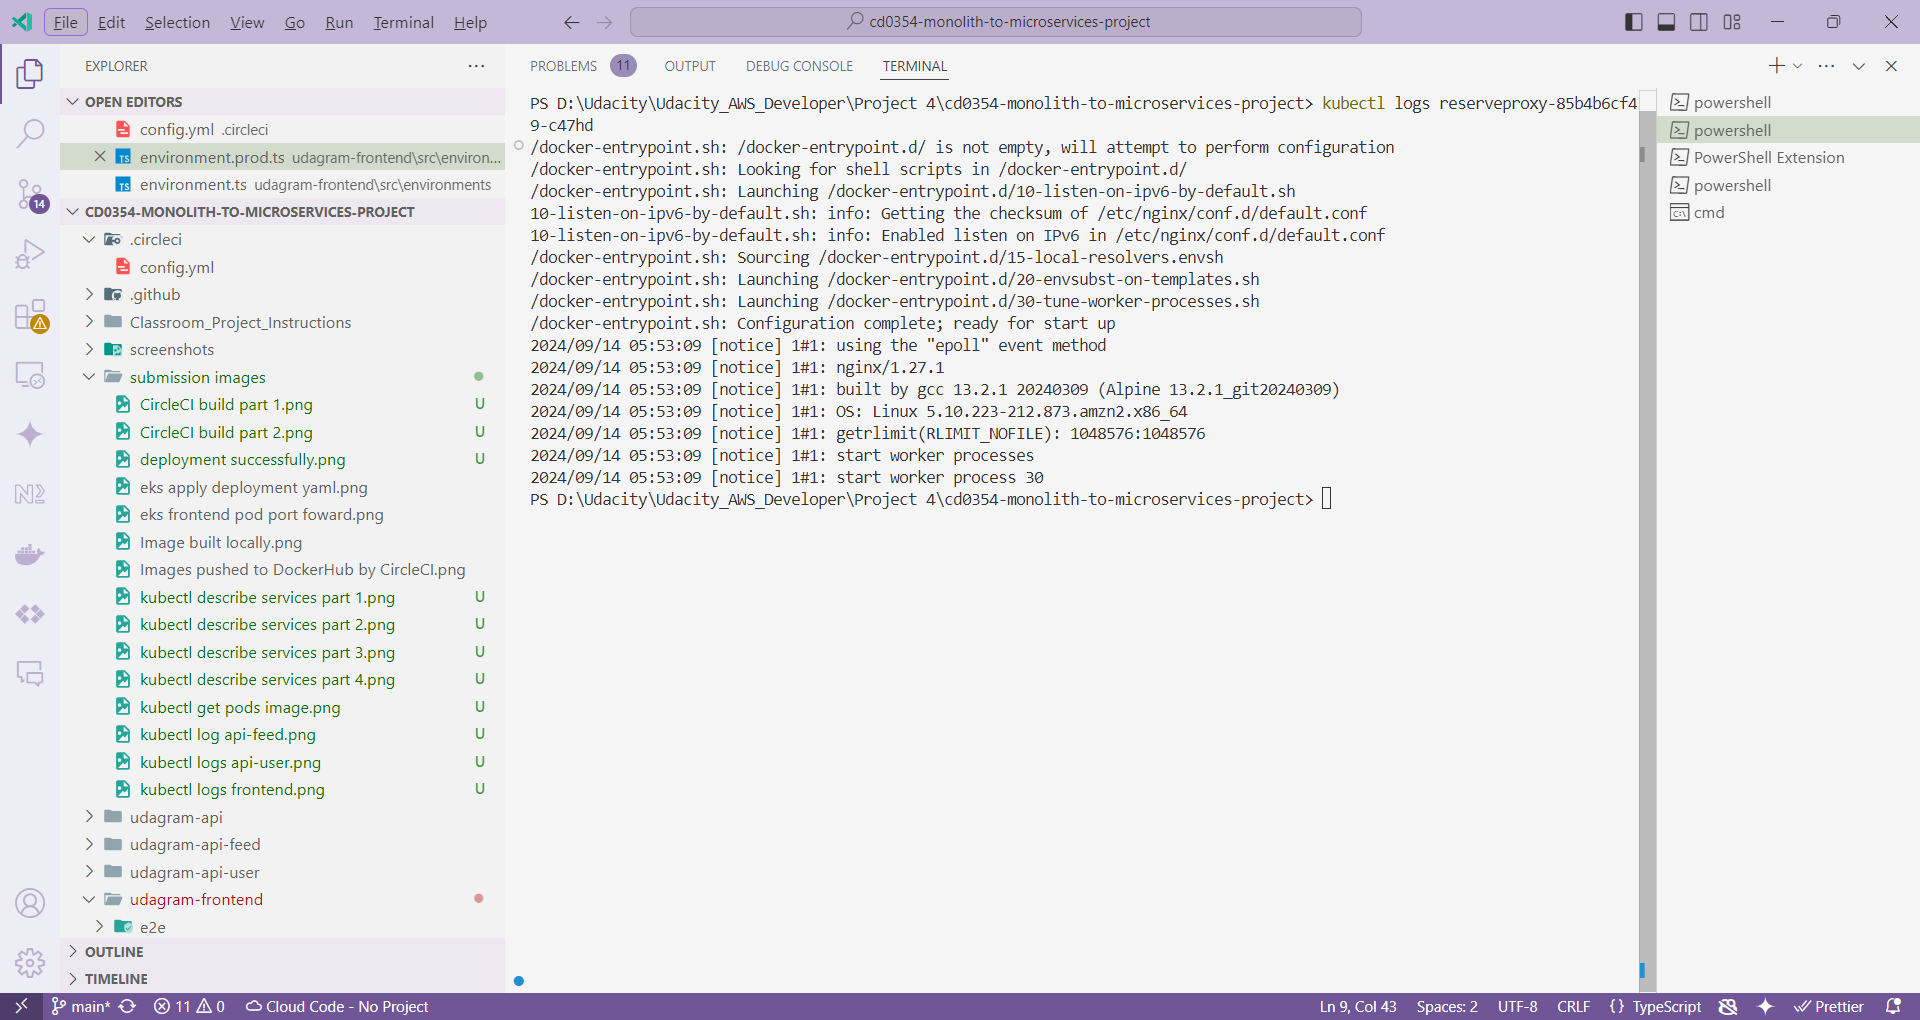 File Edit Selection View Go Run Terminal Help
cd0354-monolith-to-microservices-project
EXPLORER
OPEN EDITORS
config.yml .circleci
environment.prod.ts udagram-frontend\src\environ...
environment.ts udagram-frontend\src\environments
CD0354-MONOLITH-TO-MICROSERVICES-PROJECT
.circleci
config.yml
.github
Classroom_Project_Instructions
screenshots
submission images
CircleCI build part 1.png U
CircleCI build part 2.png U
deployment successfully.png U
eks apply deployment yaml.png
eks frontend pod port foward.png
Image built locally.png
Images pushed to DockerHub by CircleCI.png
kubectl describe services part 1.png U
kubectl describe services part 2.png U
kubectl describe services part 3.png U
kubectl describe services part 4.png U
kubectl get pods image.png U
kubectl log api-feed.png U
kubectl logs api-user.png U
kubectl logs frontend.png U
udagram-api
udagram-api-feed
udagram-api-user
udagram-frontend
e2e
OUTLINE
TIMELINE
14
PROBLEMS 11 OUTPUT DEBUG CONSOLE TERMINAL
PS D:\Udacity\Udacity_AWS_Developer\Project 4\cd0354-monolith-to-microservices-project> kubectl logs reserveproxy-85b4b6cf4
9-c47hd
/docker-entrypoint.sh: /docker-entrypoint.d/ is not empty, will attempt to perform configuration
/docker-entrypoint.sh: Looking for shell scripts in /docker-entrypoint.d/
/docker-entrypoint.sh: Launching /docker-entrypoint.d/10-listen-on-ipv6-by-default.sh
10-listen-on-ipv6-by-default.sh: info: Getting the checksum of /etc/nginx/conf.d/default.conf
10-listen-on-ipv6-by-default.sh: info: Enabled listen on IPv6 in /etc/nginx/conf.d/default.conf
/docker-entrypoint.sh: Sourcing /docker-entrypoint.d/15-local-resolvers.envsh
/docker-entrypoint.sh: Launching /docker-entrypoint.d/20-envsubst-on-templates.sh
/docker-entrypoint.sh: Launching /docker-entrypoint.d/30-tune-worker-processes.sh
/docker-entrypoint.sh: Configuration complete; ready for start up
2024/09/14 05:53:09 [notice] 1#1: using the "epoll" event method
2024/09/14 05:53:09 [notice] 1#1: nginx/1.27.1
2024/09/14 05:53:09 [notice] 1#1: built by gcc 13.2.1 20240309 (Alpine 13.2.1_git20240309)
2024/09/14 05:53:09 [notice] 1#1: OS: Linux 5.10.223-212.873.amzn2.x86_64
2024/09/14 05:53:09 [notice] 1#1: getrlimit(RLIMIT_NOFILE): 1048576:1048576
2024/09/14 05:53:09 [notice] 1#1: start worker processes
2024/09/14 05:53:09 [notice] 1#1: start worker process 30
PS D:\Udacity\Udacity_AWS_Developer\Project 4\cd0354-monolith-to-microservices-project>
powershell
powershell
PowerShell Extension
powershell
cmd
main* 11 0 Cloud Code - No Project Ln 9, Col 43 Spaces: 2 UTF-8 CRLF {} TypeScript Prettier